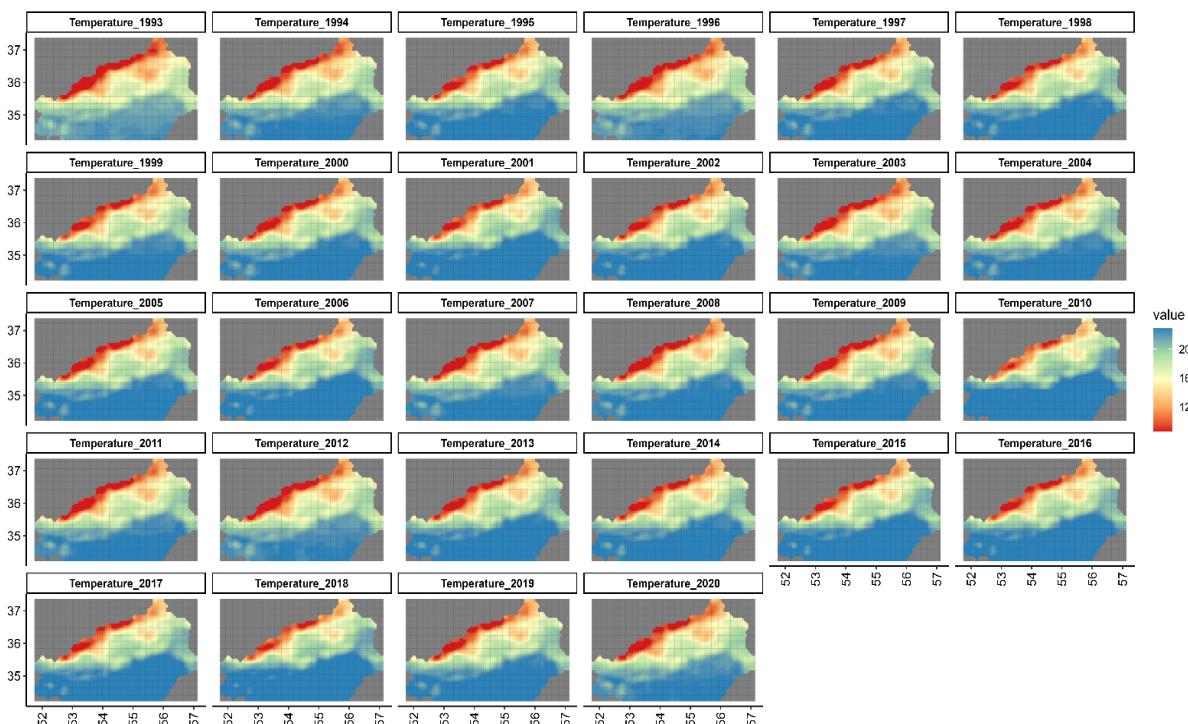 Temperature_1993 Temperature_1994 Temperature_1995 Temperature_1996 Temperature_1997 Temperature_1998
37
36
35
Temperature_1999 Temperature_2000 Temperature_2001 Temperature_2002 Temperature_2003 Temperature_2004
37
36
35
Temperature_2005 Temperature_2006 Temperature_2007 Temperature_2008 Temperature_2009 Temperature_2010
37
36
35
value
20
12
Temperature_2011 Temperature_2012 Temperature_2013 Temperature_2014 Temperature_2015 Temperature_2016
37
36
35
52 53 54 55 56 57 52 53 54 55 56 57
Temperature_2017 Temperature_2018 Temperature_2019 Temperature_2020
37
36
35
52 53 54 55 56 57 52 53 54 55 56 57 52 53 54 55 56 57 52 53 54 55 56 57